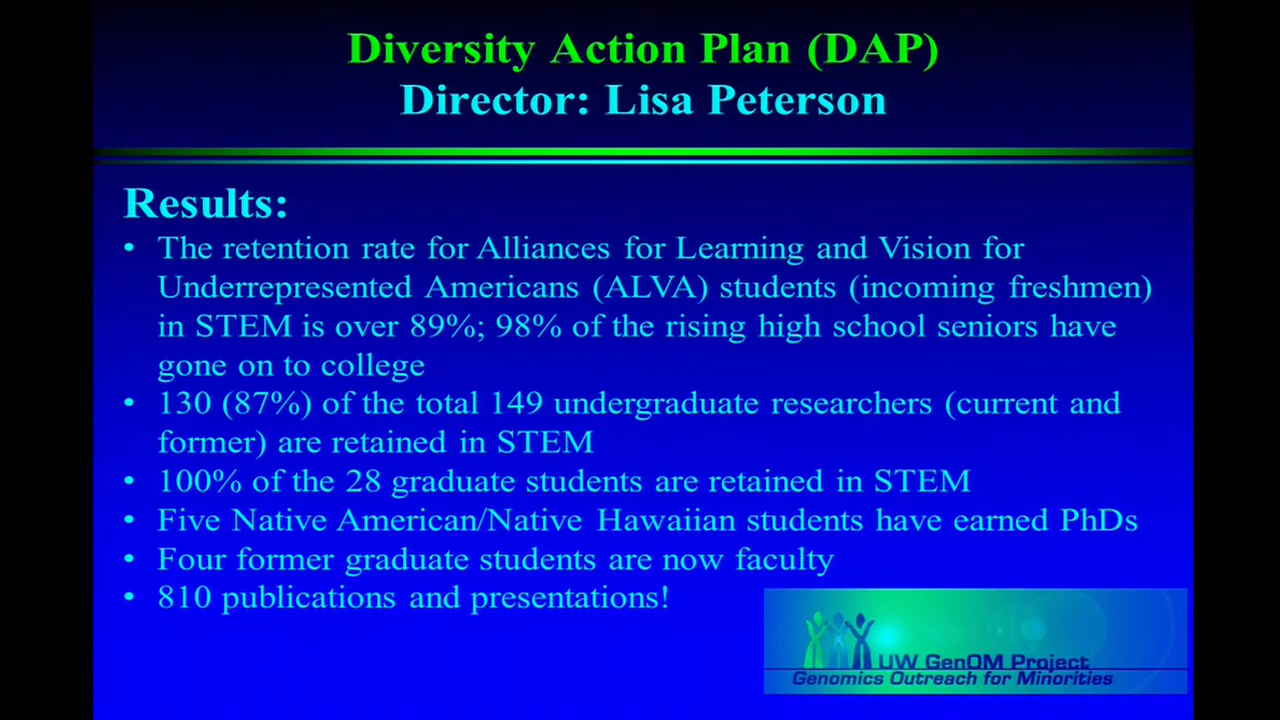 Diversity Action Plan (DAP)
Director: Lisa Peterson
Results:
• The retention rate for Alliances for Learning and Vision for
Underrepresented Americans (ALVA) students (incoming freshmen)
in STEM is over 89%; 98% of the rising high school seniors have
gone on to college
• 130 (87%) of the total 149 undergraduate researchers (current and
former) are retained in STEM
• 100% of the 28 graduate students are retained in STEM
• Five Native American/Native Hawaiian students have earned PhDs
• Four former graduate students are now faculty
• 810 publications and presentations!
UW GenOM Project
Genomics Outreach for Minorities